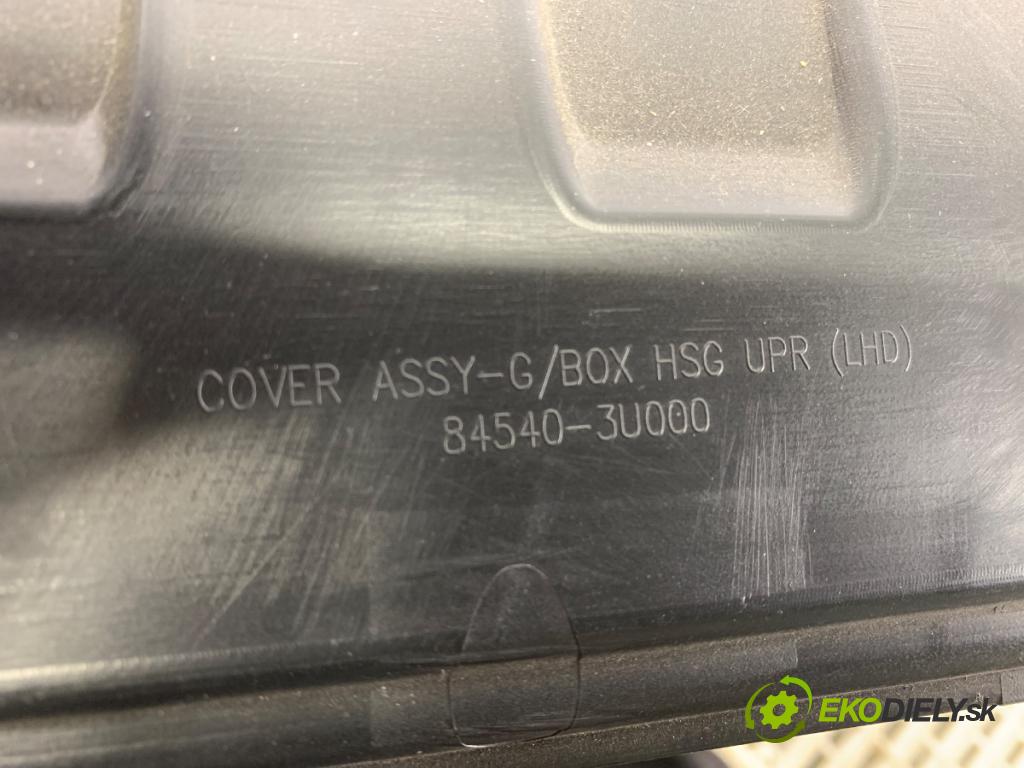 COVER ASSY-G/BOX HSG UPR (LHD)
84540-3U000
EKODIELY.sk